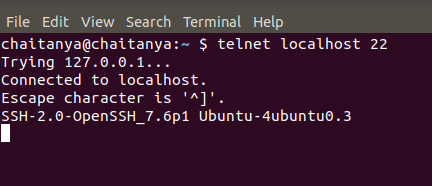 File Edit View Search Terminal Help
chaitanya@chaitanya:~ $ telnet localhost 22
Trying 127.0.0.1...
Connected to localhost.
Escape character is '^]'.
SSH-2.0-OpenSSH_7.6p1 Ubuntu-4ubuntu0.3